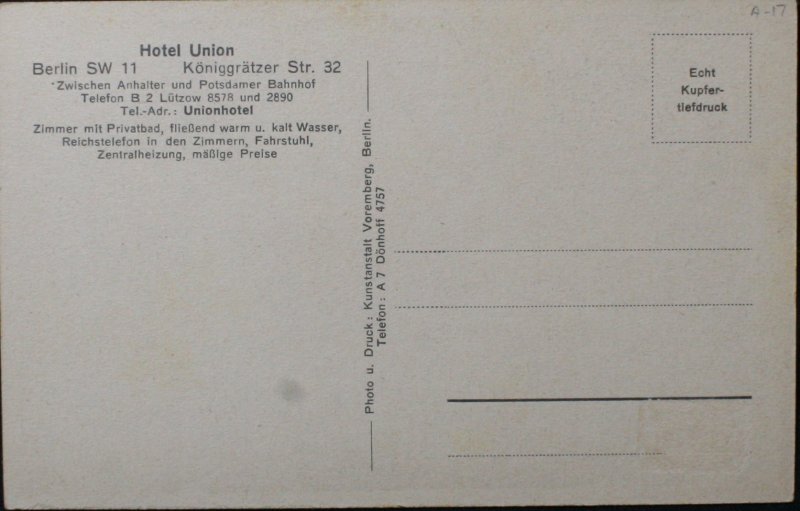 A-17
Hotel Union
Berlin SW 11 Königgrätzer Str. 32
Zwischen Anhalter und Potsdamer Bahnhof
Telefon B 2 Lützow 8578 und 2890
Tel.-Adr.: Unionhotel
Zimmer mit Privatbad, fließend warm u. kalt Wasser,
Reichstelefon in den Zimmern, Fahrstuhl,
Zentralheizung, mäßige Preise
Photo u. Druck: Kunstanstalt Voremberg, Berlin.
Telefon: A 7 Dönhoff 4757
Echt
Kupfer-
tiefdruck